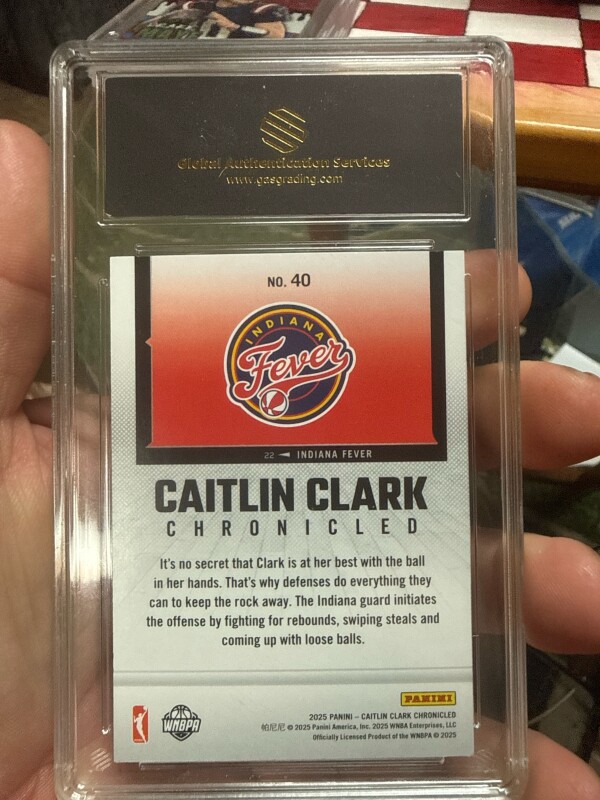 Global Authentication Services
www.gasgrading.com
NO. 40
INDIANA
Fever
22 INDIANA FEVER
CAITLIN CLARK
CHRONICLED
It's no secret that Clark is at her best with the ball
in her hands. That's why defenses do everything they
can to keep the rock away. The Indiana guard initiates
the offense by fighting for rebounds, swiping steals and
coming up with loose balls.
PANINI
WNBPA
2025 PANINI – CAITLIN CLARK CHRONICLED
帕尼尼 © 2025 Panini America, Inc. 2025 WNBA Enterprises, LLC
Officially Licensed Product of the WNBPA © 2025